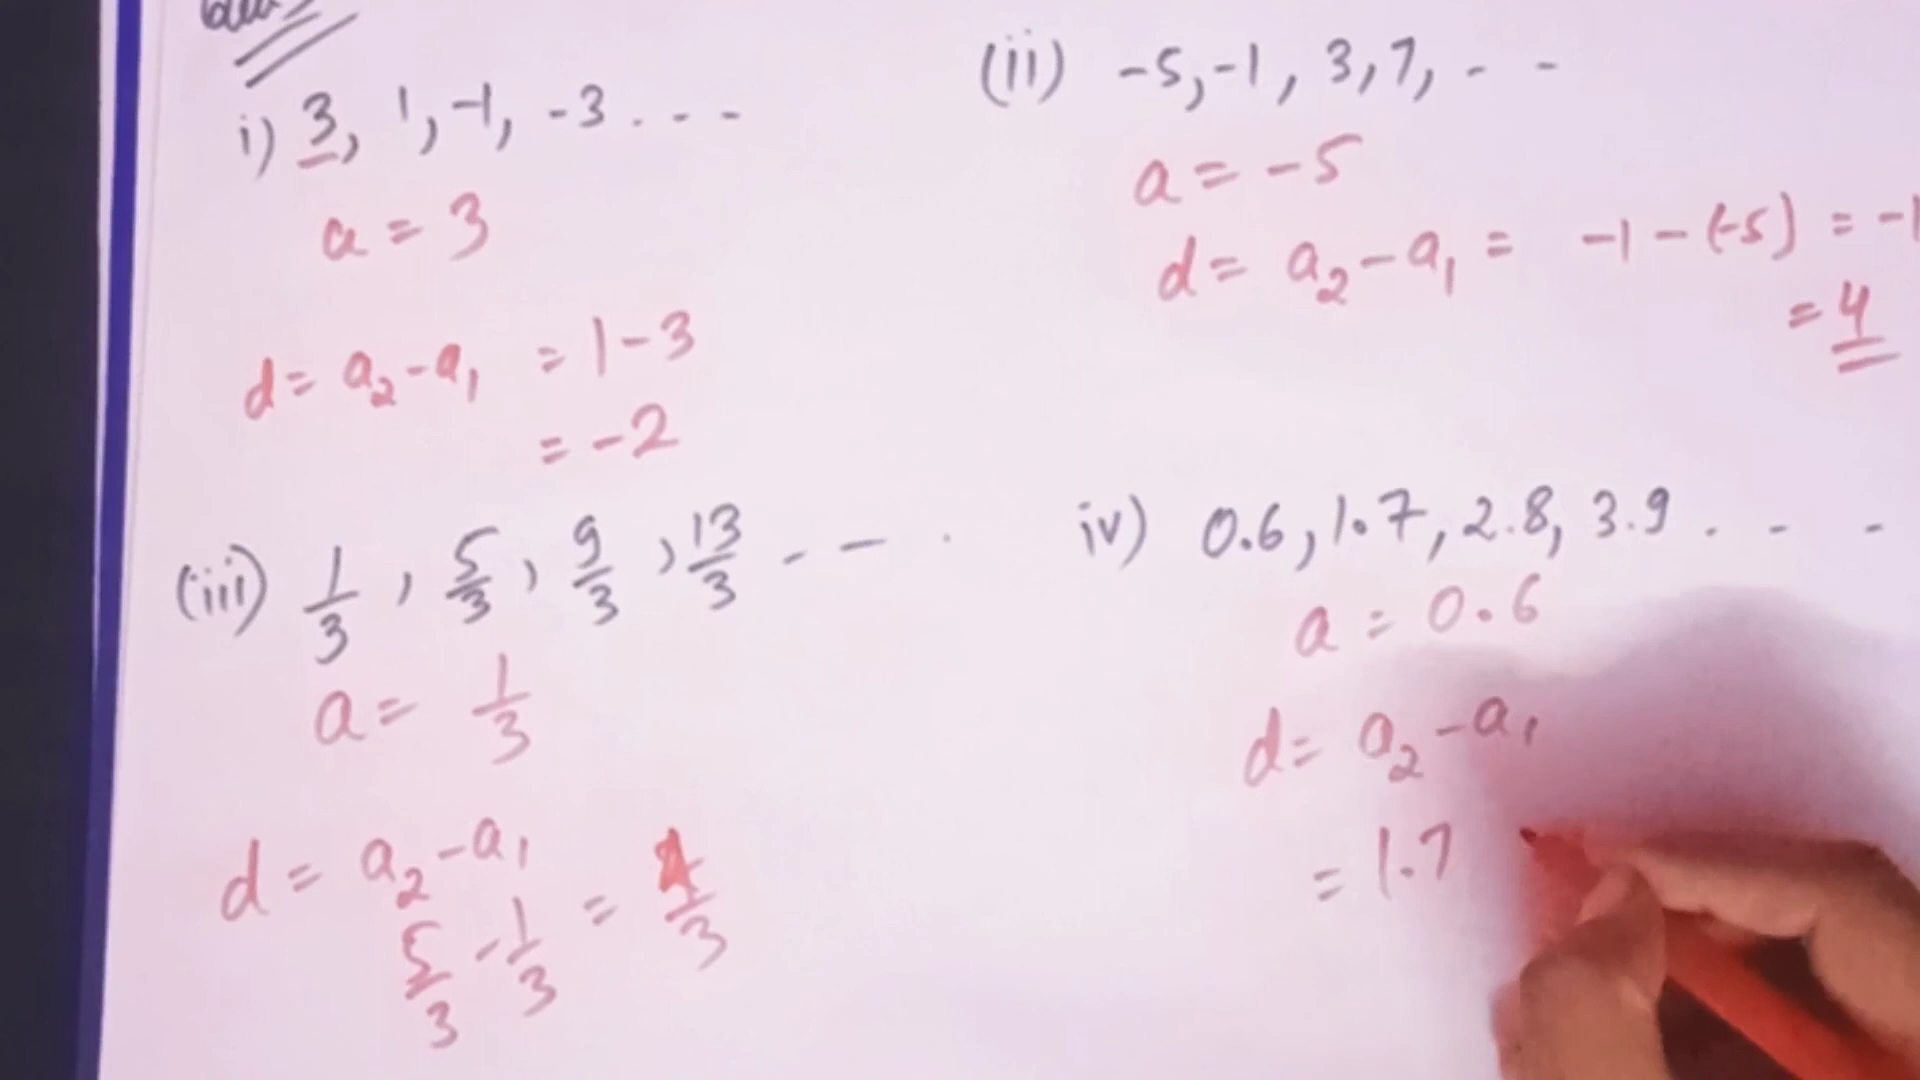 i) 3, 1, -1, -3 . . -
a = 3
d = a₂ - a₁ = 1 - 3
= -2
(ii) -5, -1, 3, 7, - -
a = -5
d = a₂ - a₁ = -1 - (-5) = -1
= 4
(iii) 1/3, 5/3, 9/3, 13/3 - - .
a = 1/3
d = a₂ - a₁
5/3 - 1/3 = 4/3
iv) 0.6, 1.7, 2.8, 3.9 . - -
a = 0.6
d = a₂ - a₁
= 1.7